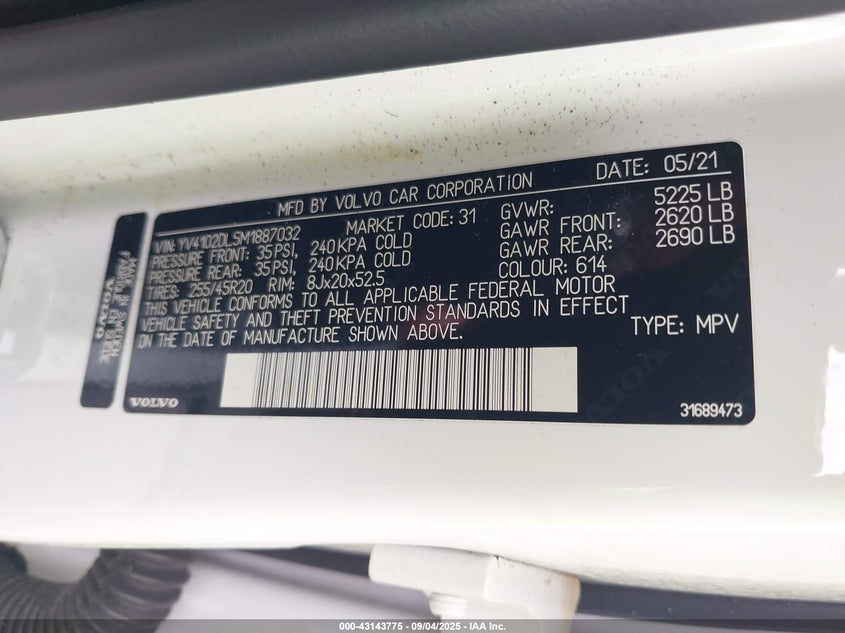 MFD BY VOLVO CAR CORPORATION
DATE: 05/21
VIN: YV4102DL5M1887032
MARKET CODE: 31
GVWR: 5225 LB
PRESSURE FRONT: 35PSI, 240KPA COLD
GAWR FRONT: 2620 LB
PRESSURE REAR: 35PSI, 240KPA COLD
GAWR REAR: 2690 LB
TIRES: 255/45R20 RIM: 8Jx20x52.5
COLOUR: 614
THIS VEHICLE CONFORMS TO ALL APPLICABLE FEDERAL MOTOR
VEHICLE SAFETY AND THEFT PREVENTION STANDARDS IN EFFECT
ON THE DATE OF MANUFACTURE SHOWN ABOVE.
TYPE: MPV
VOLVO
31689473
VOLVO
MADE IN SWEDEN
000-43143775 - 09/04/2025 - IAA Inc.